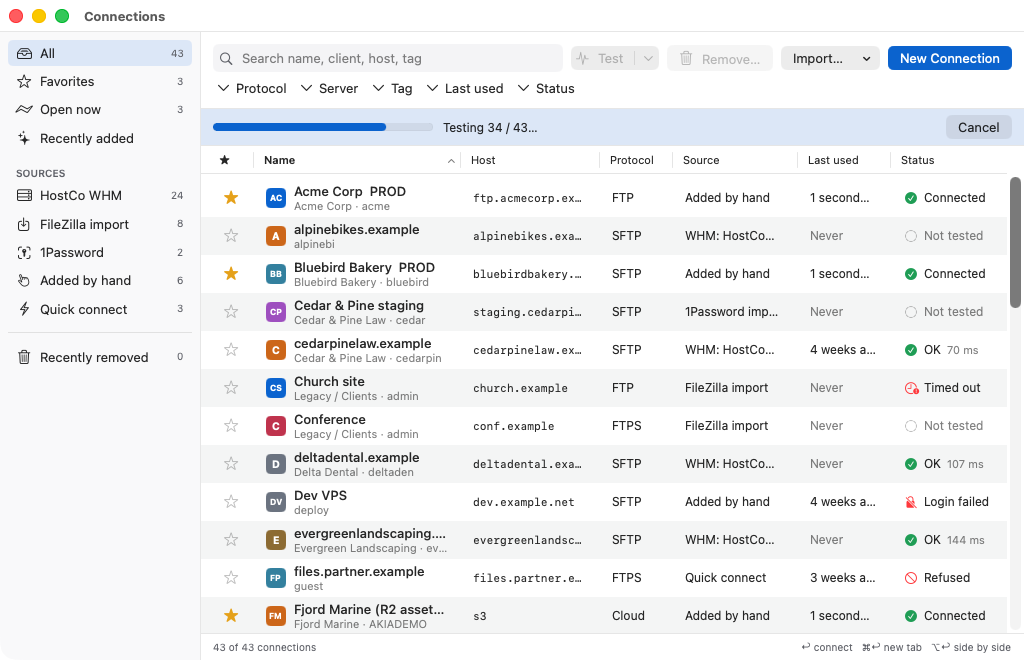 Connections
All 43
Favorites 3
Open now 3
Recently added
SOURCES
HostCo WHM 24
FileZilla import 8
1Password 2
Added by hand 6
Quick connect 3
Recently removed 0
Search name, client, host, tag
Test
Remove...
Import...
New Connection
Protocol Server Tag Last used Status
Testing 34 / 43...
Cancel
★ Name Host Protocol Source Last used Status
AC Acme Corp PROD ftp.acmecorp.ex… FTP Added by hand 1 second... Connected
Acme Corp · acme
A alpinebikes.example alpinebikes.exa… SFTP WHM: HostCo... Never Not tested
alpinebi
BB Bluebird Bakery PROD bluebirdbakery.… SFTP Added by hand 1 second... Connected
Bluebird Bakery · bluebird
CP Cedar & Pine staging staging.cedarpi… SFTP 1Password imp... Never Not tested
Cedar & Pine Law · cedar
C cedarpinelaw.example cedarpinelaw.ex… SFTP WHM: HostCo... 4 weeks a... OK 70 ms
Cedar & Pine Law · cedarpin
CS Church site church.example FTP FileZilla import Never Timed out
Legacy / Clients · admin
C Conference conf.example FTPS FileZilla import Never Not tested
Legacy / Clients · admin
D deltadental.example deltadental.exa… SFTP WHM: HostCo... Never OK 107 ms
Delta Dental · deltaden
DV Dev VPS dev.example.net SFTP Added by hand 4 weeks a... Login failed
deploy
E evergreenlandscaping.... evergreenlandsc… SFTP WHM: HostCo... Never OK 144 ms
Evergreen Landscaping · ev...
FP files.partner.example files.partner.e… FTPS Quick connect 3 weeks a... Refused
guest
FM Fjord Marine (R2 asset... s3 Cloud Added by hand 1 second... Connected
Fjord Marine · AKIADEMO
43 of 43 connections
↩ connect ⌘↩ new tab ⌥↩ side by side